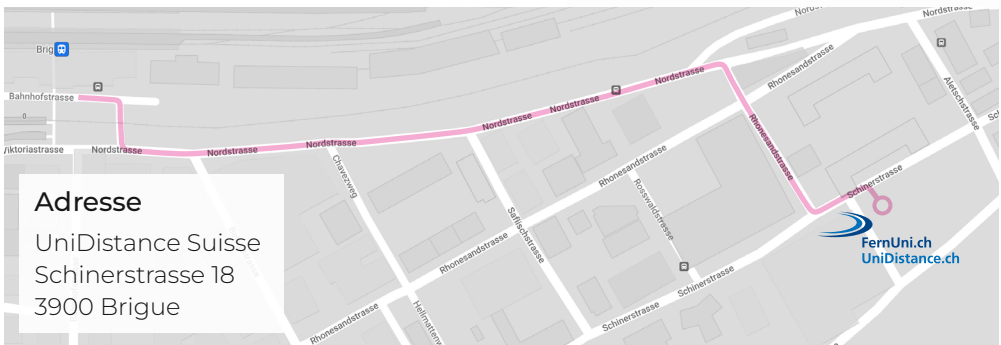 Nordstrasse
Nordstrasse
Brig
Bahnhofstrasse
Nordstrasse
Rhonesandstrasse
Aletschstrasse
Nordstrasse
Nordstrasse
Nordstrasse
Nordstrasse
Viktoriastrasse
Nordstrasse
Rhonesandstrasse
Chavezweg
Rhonesandstrasse
Rosswaldstrasse
Schinerstrasse
Saflischstrasse
Adresse
UniDistance Suisse
Schinerstrasse 18
3900 Brigue
Rhonesandstrasse
FernUni.ch
UniDistance.ch
Schinerstrasse
Schinerstrasse
Rhonesandstrasse